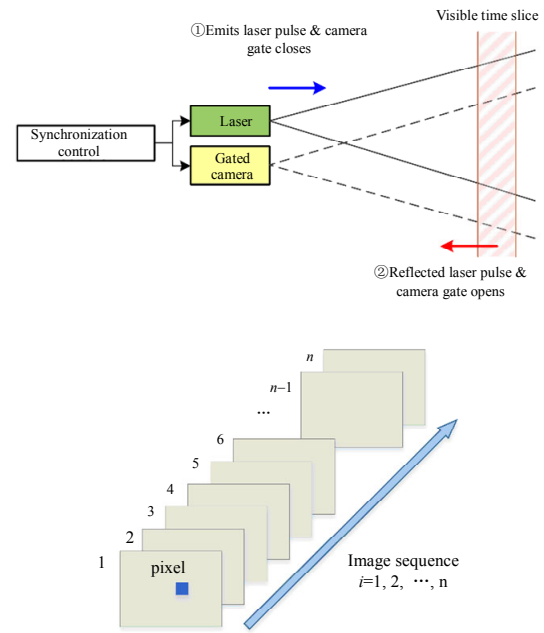 Visible time slice
①Emits laser pulse & camera
gate closes
Laser
Synchronization
control
Gated
camera
②Reflected laser pulse &
camera gate opens
n
n−1
...
6
5
4
3
2
1
pixel
Image sequence
i=1, 2, ⋯, n